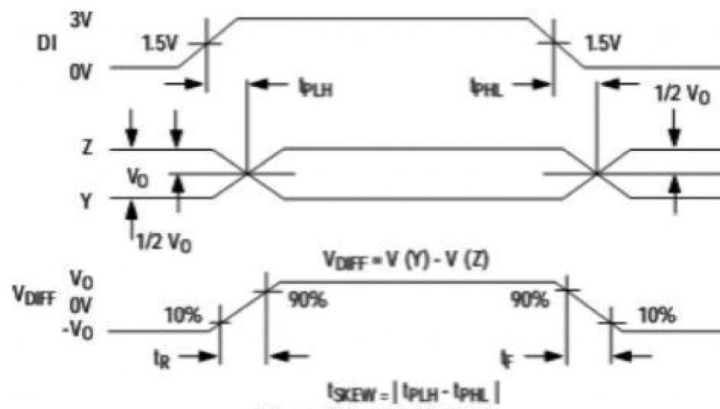 3V
DI
1.5V
1.5V
0V
tPLH
tPHL
1/2 VO
Z
VO
Y
1/2 VO
VDIFF = V (Y) - V (Z)
VDIFF
VO
0V
-VO
10%
90%
90%
10%
tR
tF
tSKEW = | tPLH - tPHL |